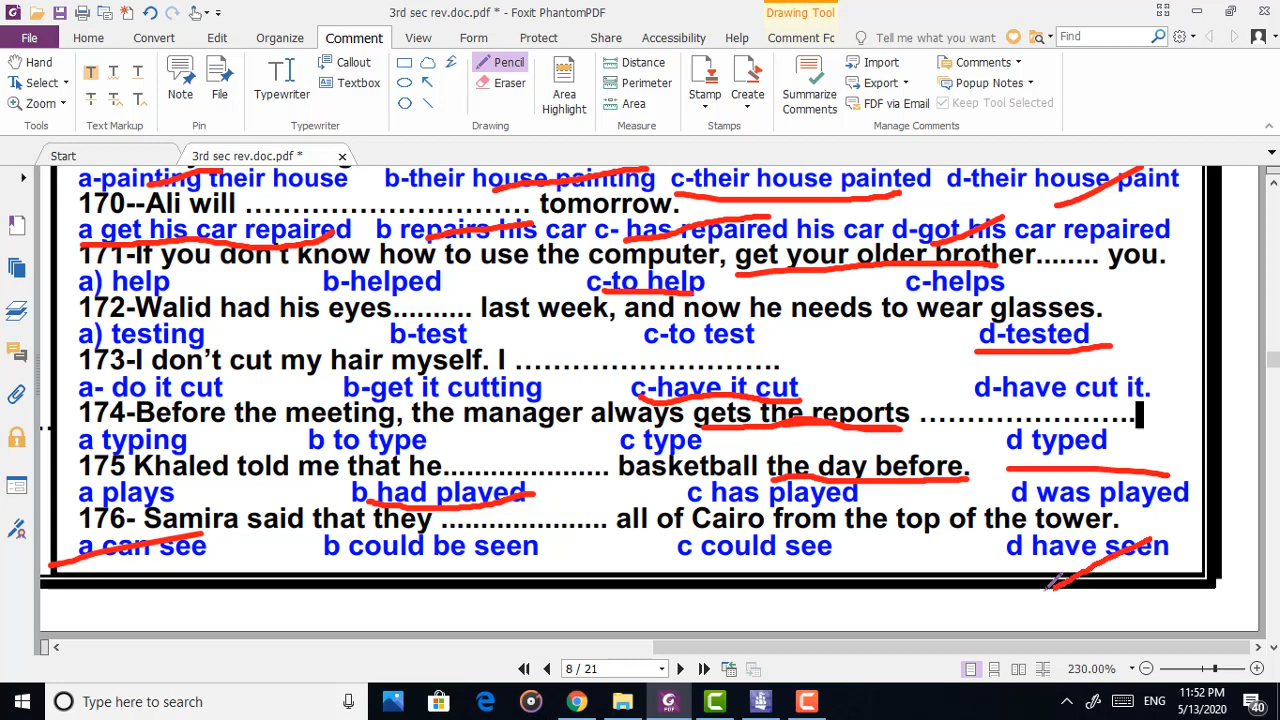 3rd sec rev.doc.pdf * - Foxit PhantomPDF
Drawing Tool
File Home Convert Edit Organize Comment View Form Protect Share Accessibility Help Comment Fc Tell me what you want... Find
Hand
Select
Zoom
Tools
Text Markup
Note
File
Pin
Typewriter
Callout
Textbox
Typewriter
Pencil
Eraser
Drawing
Area Highlight
Distance
Perimeter
Area
Measure
Stamp
Create
Stamps
Summarize Comments
Import
Export
FDF via Email
Comments
Popup Notes
Keep Tool Selected
Manage Comments
Start 3rd sec rev.doc.pdf *
a-painting their house b-their house painting c-their house painted d-their house paint
170--Ali will ............................. tomorrow.
a get his car repaired b repairs his car c- has repaired his car d-got his car repaired
171-If you don't know how to use the computer, get your older brother........ you.
a) help b-helped c-to help c-helps
172-Walid had his eyes.......... last week, and now he needs to wear glasses.
a) testing b-test c-to test d-tested
173-I don't cut my hair myself. I ...........................
a- do it cut b-get it cutting c-have it cut d-have cut it.
174-Before the meeting, the manager always gets the reports ......................
a typing b to type c type d typed
175 Khaled told me that he..................... basketball the day before.
a plays b had played c has played d was played
176- Samira said that they ..................... all of Cairo from the top of the tower.
a can see b could be seen c could see d have seen
8 / 21
230.00%
Type here to search
ENG
11:52 PM
5/13/2020
40